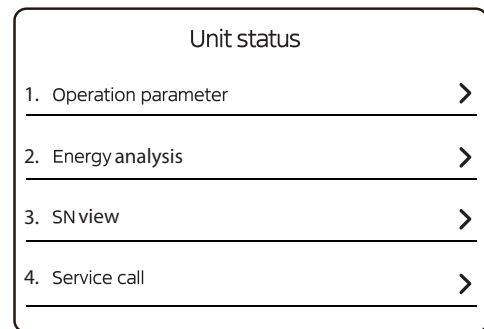 Unit status
1. Operation parameter
2. Energy analysis
3. SN view
4. Service call